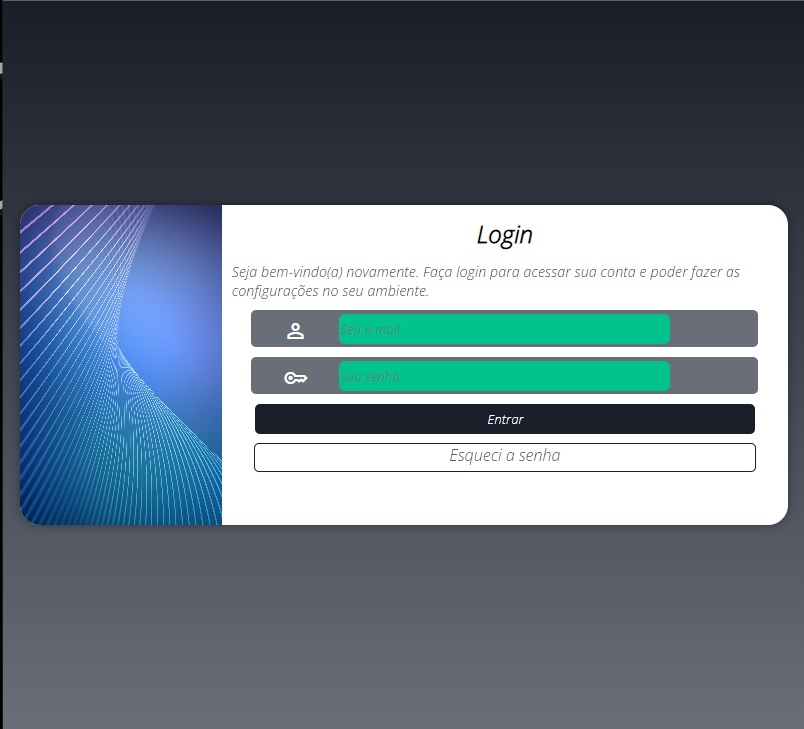 Login
Seja bem-vindo(a) novamente. Faça login para acessar sua conta e poder fazer as
configurações no seu ambiente.
Seu e-mail
Sua senha
Entrar
Esqueci a senha